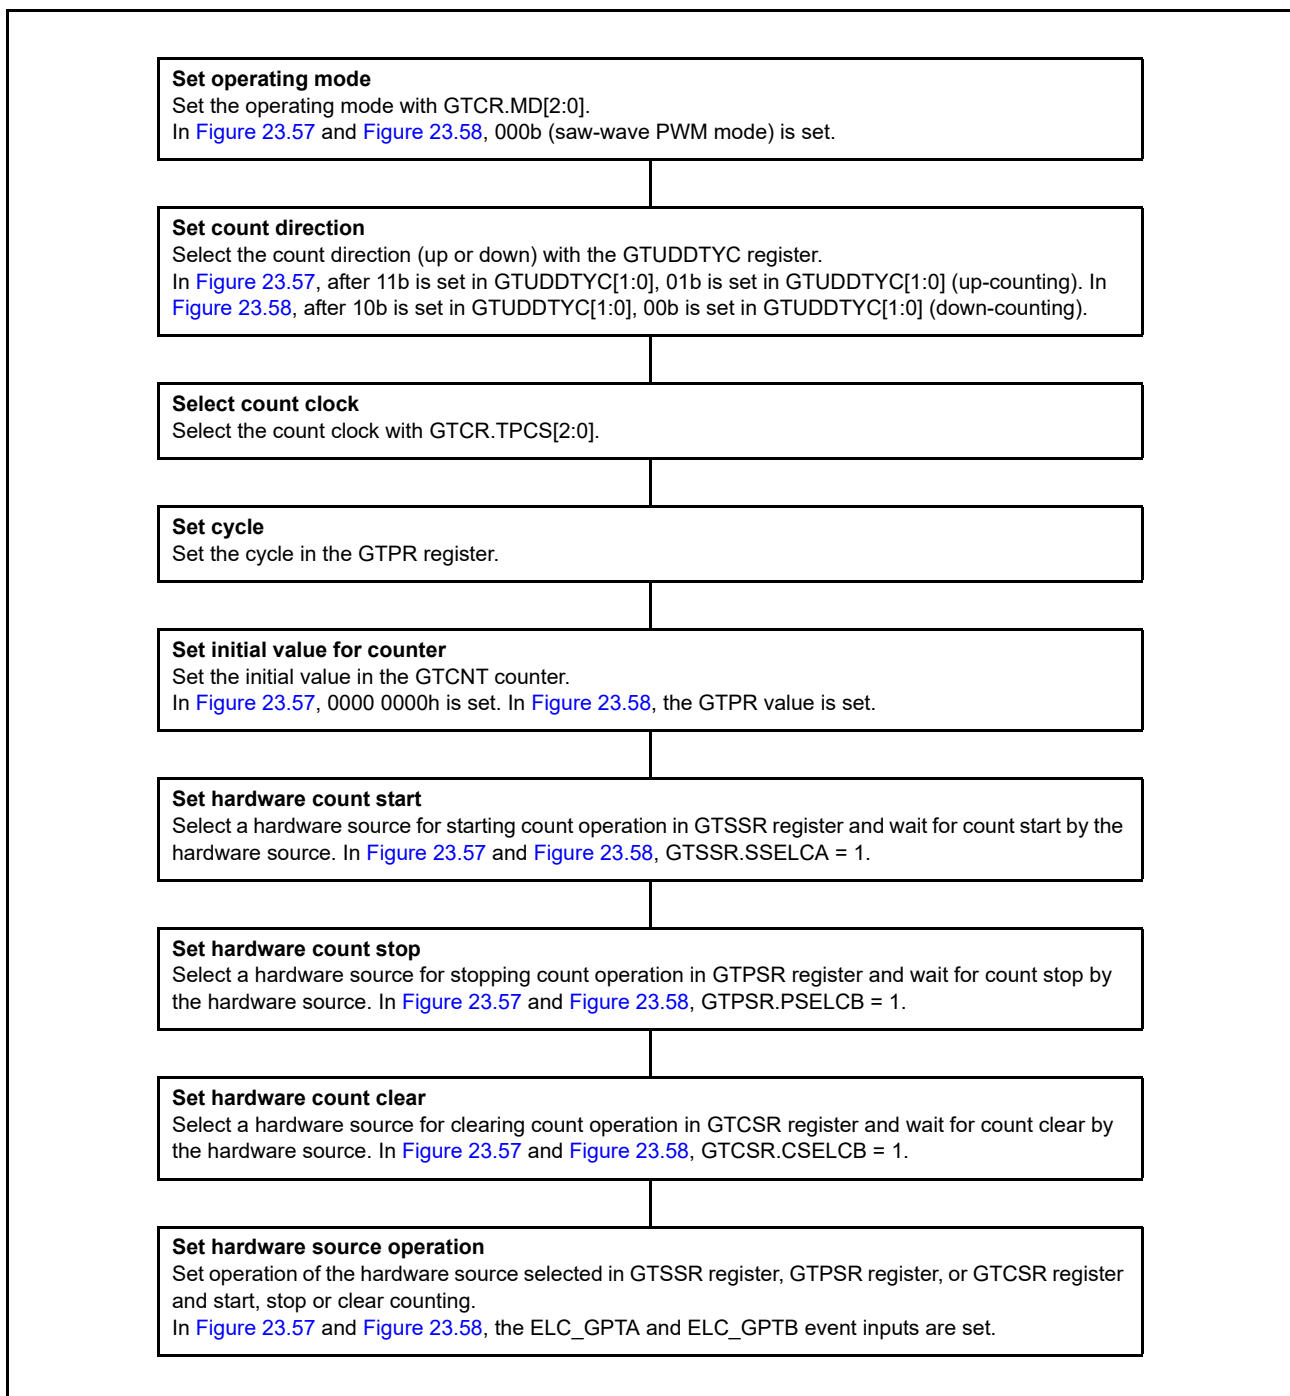 Set operating mode
Set the operating mode with GTCR.MD[2:0].
In Figure 23.57 and Figure 23.58, 000b (saw-wave PWM mode) is set.
Set count direction
Select the count direction (up or down) with the GTUDDTYC register.
In Figure 23.57, after 11b is set in GTUDDTYC[1:0], 01b is set in GTUDDTYC[1:0] (up-counting). In
Figure 23.58, after 10b is set in GTUDDTYC[1:0], 00b is set in GTUDDTYC[1:0] (down-counting).
Select count clock
Select the count clock with GTCR.TPCS[2:0].
Set cycle
Set the cycle in the GTPR register.
Set initial value for counter
Set the initial value in the GTCNT counter.
In Figure 23.57, 0000 0000h is set. In Figure 23.58, the GTPR value is set.
Set hardware count start
Select a hardware source for starting count operation in GTSSR register and wait for count start by the
hardware source. In Figure 23.57 and Figure 23.58, GTSSR.SSELCA = 1.
Set hardware count stop
Select a hardware source for stopping count operation in GTPSR register and wait for count stop by
the hardware source. In Figure 23.57 and Figure 23.58, GTPSR.PSELCB = 1.
Set hardware count clear
Select a hardware source for clearing count operation in GTCSR register and wait for count clear by
the hardware source. In Figure 23.57 and Figure 23.58, GTCSR.CSELCB = 1.
Set hardware source operation
Set operation of the hardware source selected in GTSSR register, GTPSR register, or GTCSR register
and start, stop or clear counting.
In Figure 23.57 and Figure 23.58, the ELC_GPTA and ELC_GPTB event inputs are set.